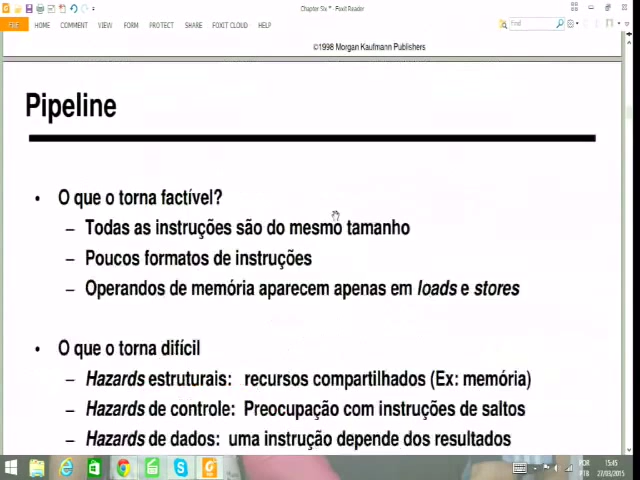 Chapter Six * - Foxit Reader
FILE HOME COMMENT VIEW FORM PROTECT SHARE FOXIT CLOUD HELP
Find
©1998 Morgan Kaufmann Publishers
Pipeline
• O que o torna factível?
– Todas as instruções são do mesmo tamanho
– Poucos formatos de instruções
– Operandos de memória aparecem apenas em loads e stores
• O que o torna difícil
– Hazards estruturais: recursos compartilhados (Ex: memória)
– Hazards de controle: Preocupação com instruções de saltos
– Hazards de dados: uma instrução depende dos resultados
POR 15:45
PTB 27/03/2015